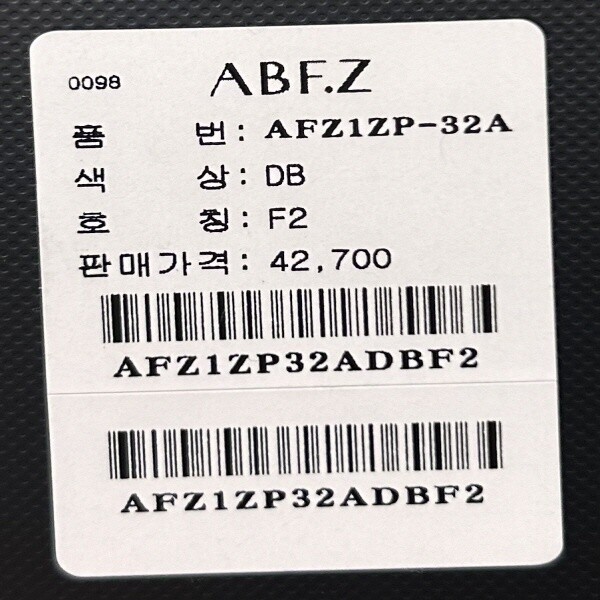 0098 ABF.Z
품 번: AFZ1ZP-32A
색 상: DB
호 칭: F2
판매가격: 42,700
AFZ1ZP32ADBF2
AFZ1ZP32ADBF2